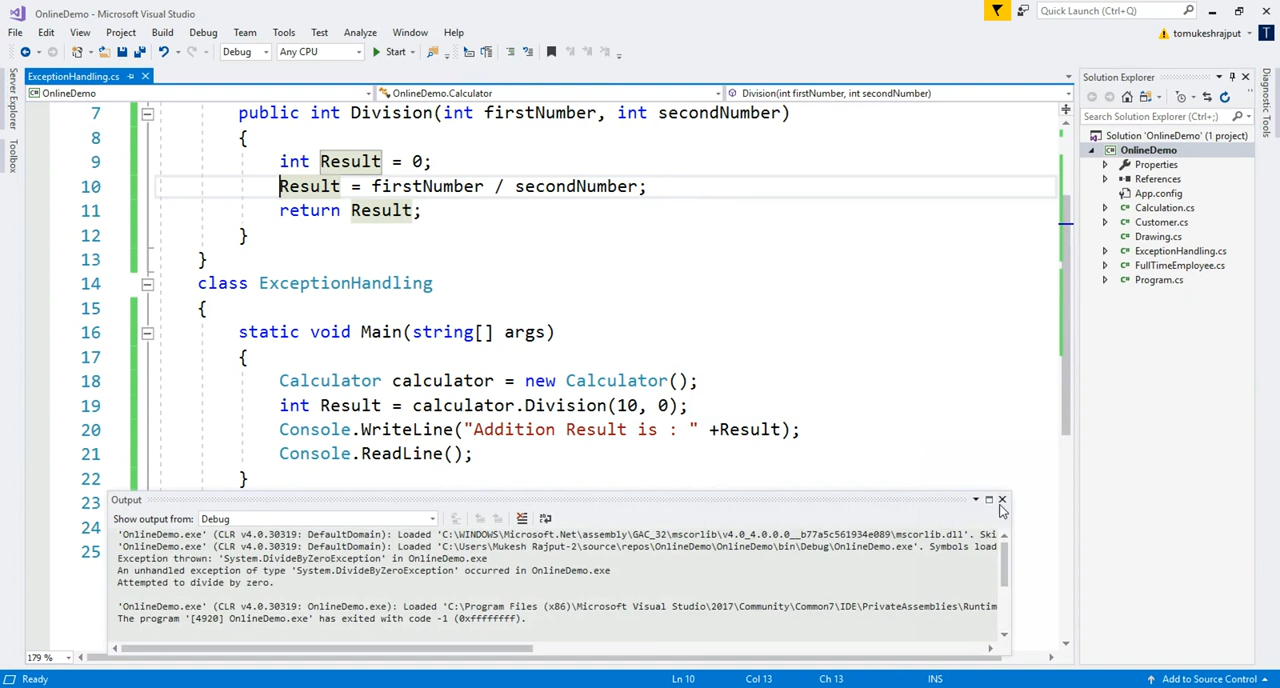 OnlineDemo - Microsoft Visual Studio
Quick Launch (Ctrl+Q)
File Edit View Project Build Debug Team Tools Test Analyze Window Help
tomukeshrajput T
Debug Any CPU Start
Server Explorer
Toolbox
ExceptionHandling.cs
OnlineDemo OnlineDemo.Calculator Division(int firstNumber, int secondNumber)
7 public int Division(int firstNumber, int secondNumber)
8 {
9 int Result = 0;
10 Result = firstNumber / secondNumber;
11 return Result;
12 }
13 }
14 class ExceptionHandling
15 {
16 static void Main(string[] args)
17 {
18 Calculator calculator = new Calculator();
19 int Result = calculator.Division(10, 0);
20 Console.WriteLine("Addition Result is : " +Result);
21 Console.ReadLine();
22 }
23
24
25
Output
Show output from: Debug
'OnlineDemo.exe' (CLR v4.0.30319: DefaultDomain): Loaded 'C:\WINDOWS\Microsoft.Net\assembly\GAC_32\mscorlib\v4.0_4.0.0.0__b77a5c561934e089\mscorlib.dll'. Ski
'OnlineDemo.exe' (CLR v4.0.30319: DefaultDomain): Loaded 'C:\Users\Mukesh Rajput-2\source\repos\OnlineDemo\OnlineDemo\bin\Debug\OnlineDemo.exe'. Symbols load
Exception thrown: 'System.DivideByZeroException' in OnlineDemo.exe
An unhandled exception of type 'System.DivideByZeroException' occurred in OnlineDemo.exe
Attempted to divide by zero.
'OnlineDemo.exe' (CLR v4.0.30319: OnlineDemo.exe): Loaded 'C:\Program Files (x86)\Microsoft Visual Studio\2017\Community\Common7\IDE\PrivateAssemblies\Runtim
The program '[4920] OnlineDemo.exe' has exited with code -1 (0xffffffff).
179 %
Solution Explorer
Search Solution Explorer (Ctrl+;)
Solution 'OnlineDemo' (1 project)
OnlineDemo
Properties
References
App.config
Calculation.cs
Customer.cs
Drawing.cs
ExceptionHandling.cs
FullTimeEmployee.cs
Program.cs
Diagnostic Tools
Ready Ln 10 Col 13 Ch 13 INS Add to Source Control